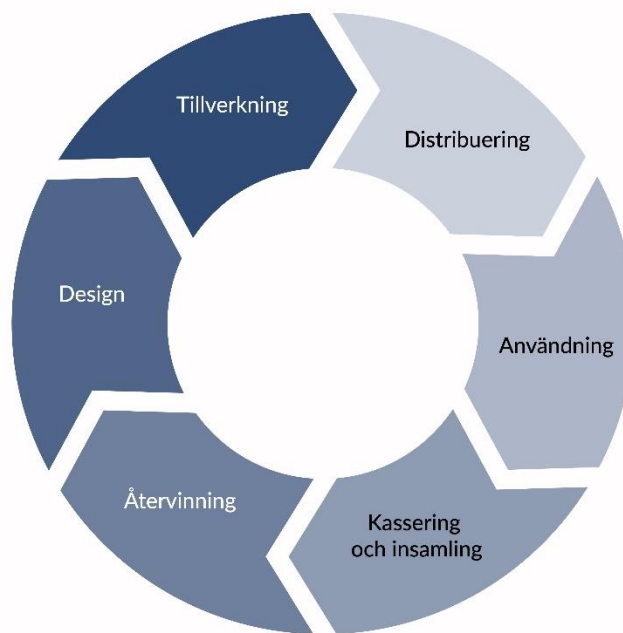 Tillverkning
Distribuering
Användning
Kassering
och insamling
Återvinning
Design